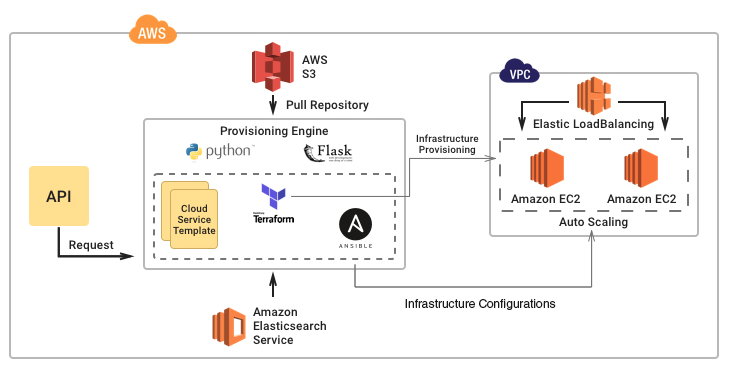 AWS
AWS
S3
Pull Repository
VPC
Elastic LoadBalancing
Provisioning Engine
python™
Flask
Infrastructure
Provisioning
Amazon EC2
Amazon EC2
Auto Scaling
API
Request
Cloud
Service
Template
Terraform
ANSIBLE
Infrastructure Configurations
Amazon
Elasticsearch
Service